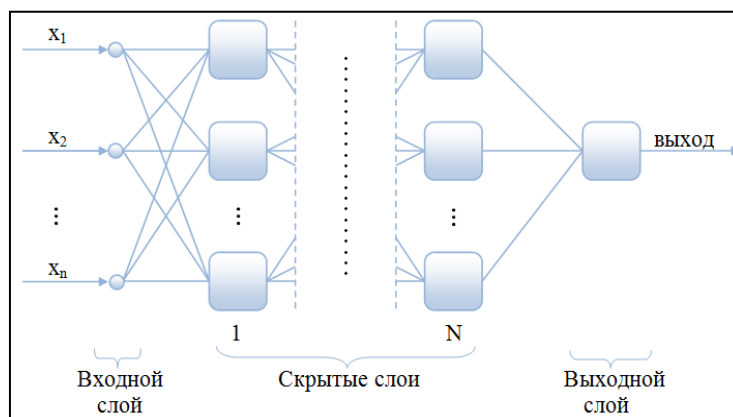 x1
x2
выход
...
...
...
xn
1
N
Входной слой
Скрытые слои
Выходной слой